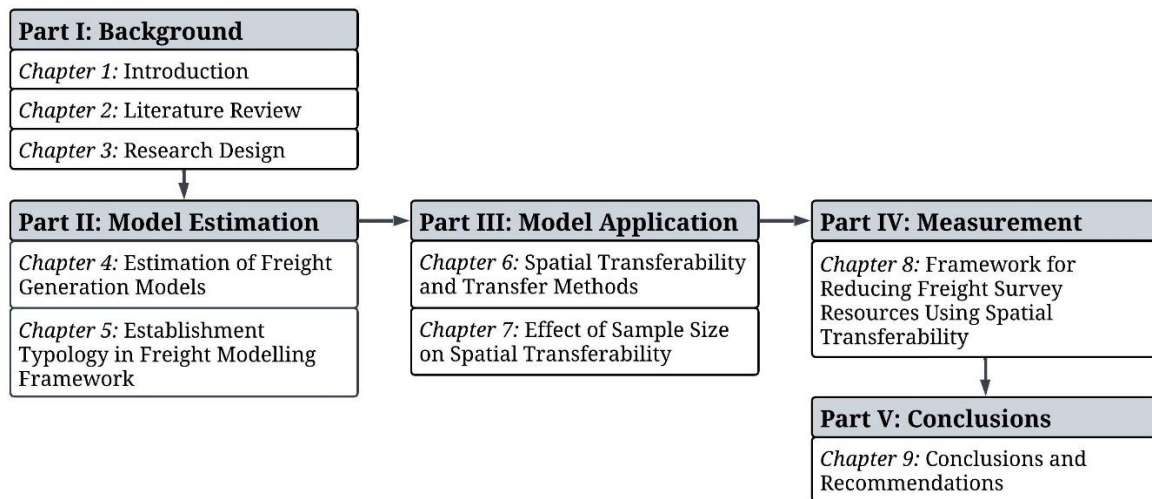 Part I: Background
Chapter 1: Introduction
Chapter 2: Literature Review
Chapter 3: Research Design
Part II: Model Estimation
Chapter 4: Estimation of Freight
Generation Models
Chapter 5: Establishment
Typology in Freight Modelling
Framework
Part III: Model Application
Chapter 6: Spatial Transferability
and Transfer Methods
Chapter 7: Effect of Sample Size
on Spatial Transferability
Part IV: Measurement
Chapter 8: Framework for
Reducing Freight Survey
Resources Using Spatial
Transferability
Part V: Conclusions
Chapter 9: Conclusions and
Recommendations